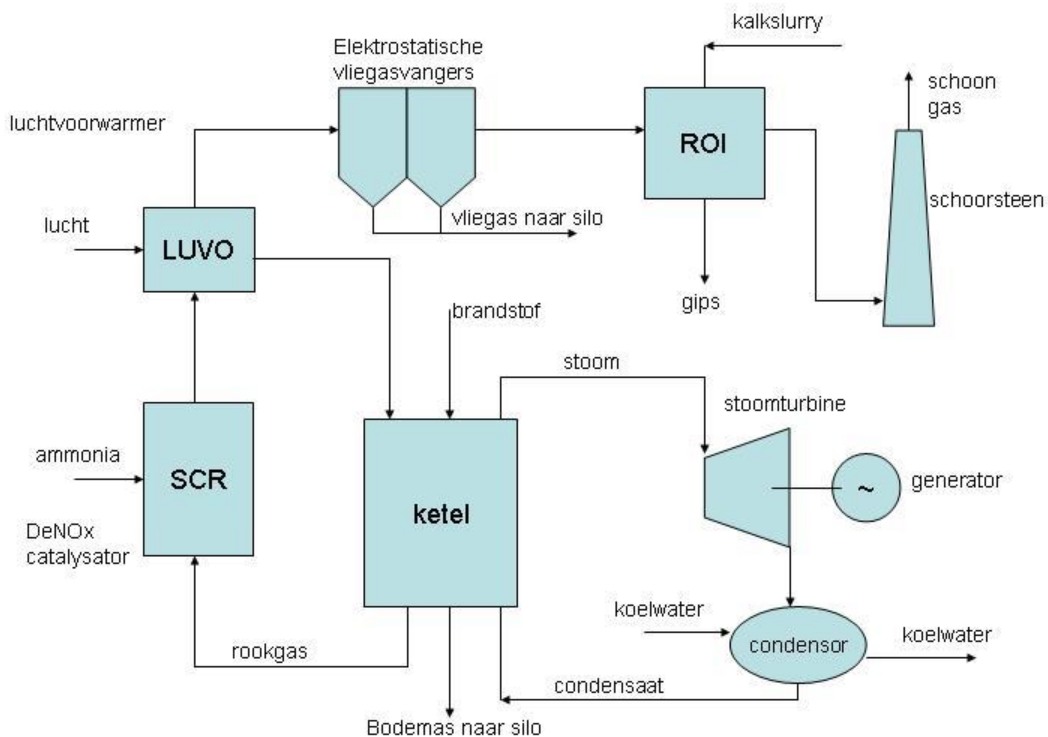 kalkslurry
Elektrostatische
vliegasvangers
schoon
gas
luchtvoorwarmer
ROI
schoorsteen
lucht
vliegas naar silo
LUVO
gips
brandstof
stoom
stoomturbine
ammonia
SCR
ketel
~
generator
DeNOx
catalysator
koelwater
condensor
koelwater
rookgas
condensaat
Bodemas naar silo